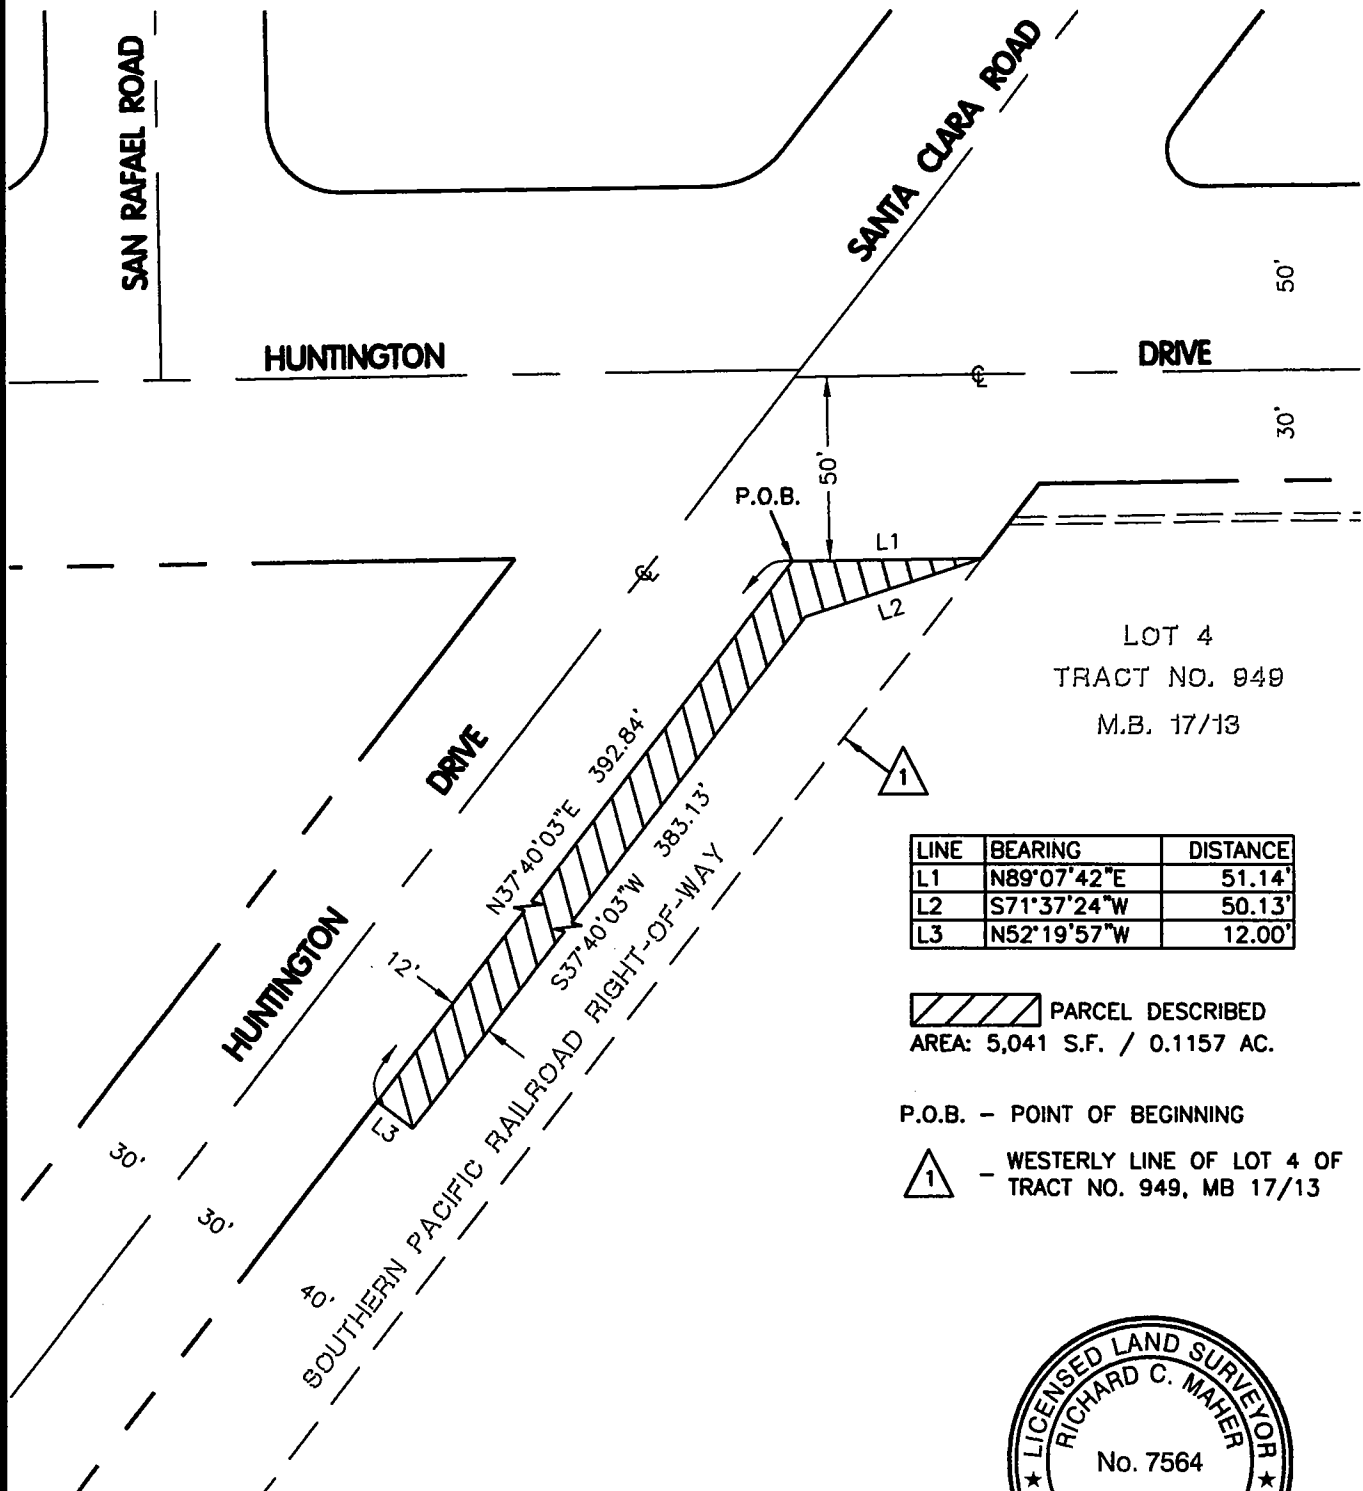 SAN RAFAEL ROAD
SANTA CLARA ROAD
50'
HUNTINGTON
DRIVE
℄
30'
50'
P.O.B.
L1
L2
℄
LOT 4
TRACT NO. 949
M.B. 17/13
DRIVE
392.84'
N37°40'03"E
1
383.13'
S37°40'03"W
LINE BEARING DISTANCE
L1 N89°07'42"E 51.14'
L2 S71°37'24"W 50.13'
L3 N52°19'57"W 12.00'
HUNTINGTON
12'
SOUTHERN PACIFIC RAILROAD RIGHT-OF-WAY
PARCEL DESCRIBED
AREA: 5,041 S.F. / 0.1157 AC.
L3
P.O.B. - POINT OF BEGINNING
1 - WESTERLY LINE OF LOT 4 OF
TRACT NO. 949, MB 17/13
30'
30'
40'
LICENSED LAND SURVEYOR
RICHARD C. MAHER
No. 7564